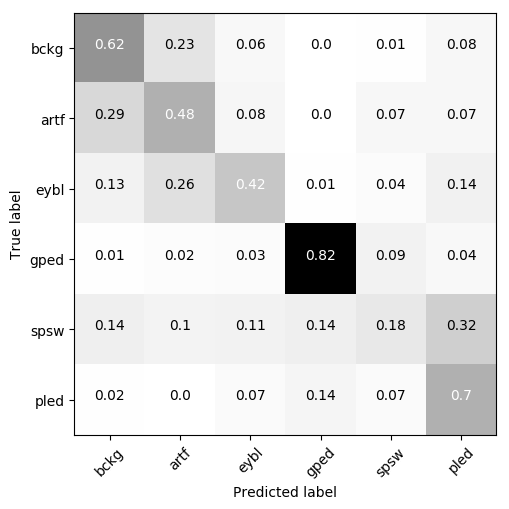 True label
bckg 0.62 0.23 0.06 0.0 0.01 0.08
artf 0.29 0.48 0.08 0.0 0.07 0.07
eybl 0.13 0.26 0.42 0.01 0.04 0.14
gped 0.01 0.02 0.03 0.82 0.09 0.04
spsw 0.14 0.1 0.11 0.14 0.18 0.32
pled 0.02 0.0 0.07 0.14 0.07 0.7
bckg artf eybl gped spsw pled
Predicted label